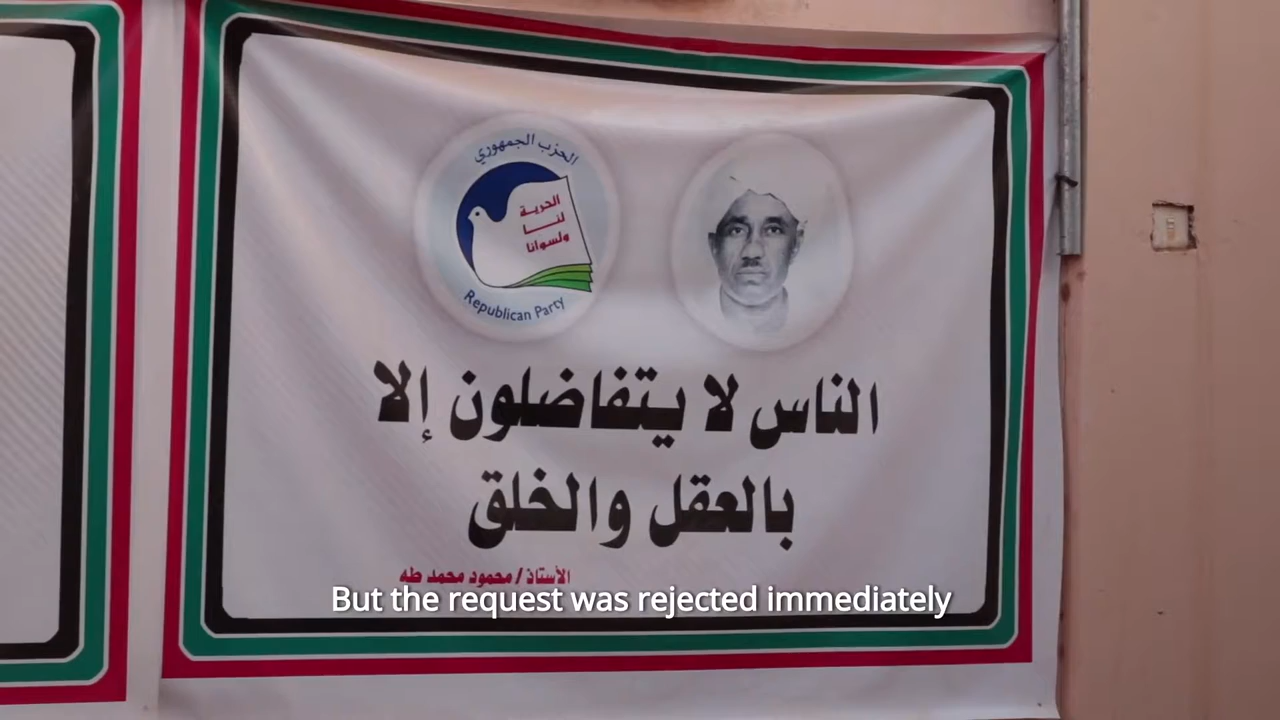 الحزب الجمهوري
الحرية
لنا
ولسوانا
Republican Party
الناس لا يتفاضلون إلا
بالعقل والخلق
الأستاذ / محمود محمد طه
But the request was rejected immediately